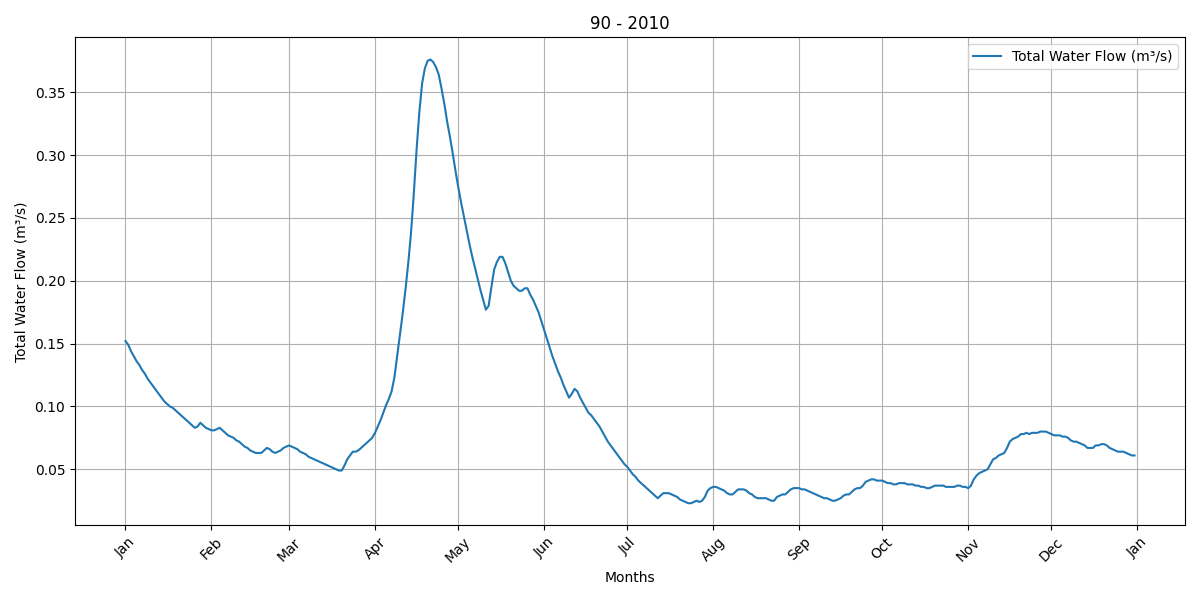 90 - 2010
Total Water Flow (m³/s)
Total Water Flow (m³/s)
0.35
0.30
0.25
0.20
0.15
0.10
0.05
Jan
Feb
Mar
Apr
May
Jun
Jul
Aug
Sep
Oct
Nov
Dec
Jan
Months